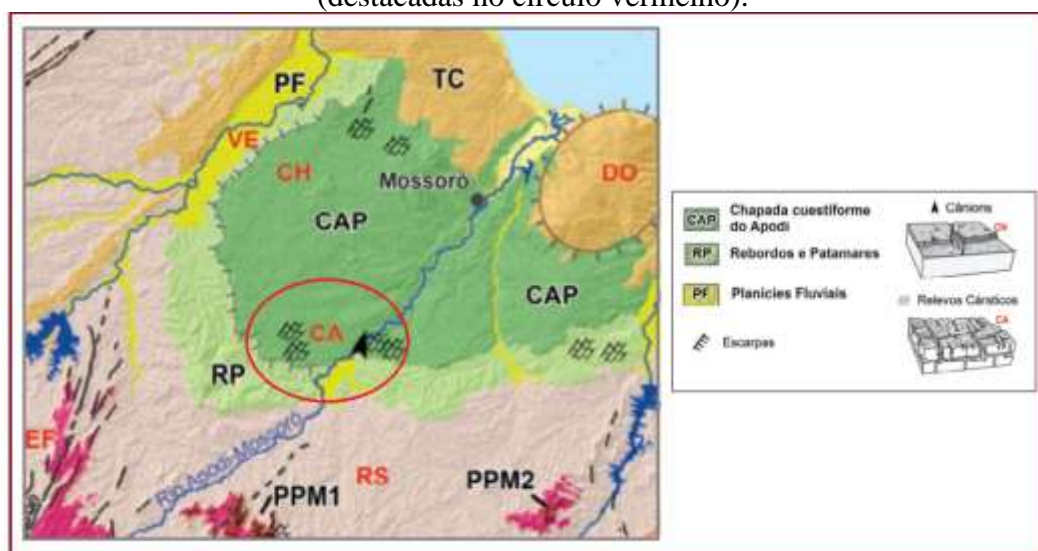 (destacadas no círculo vermelho).
PF
TC
VE
CH
DO
Mossoró
CAP
CAP
CA
RP
Rio Apodi-Mossoró
EF
RS
PPM1
PPM2
CAP Chapada cuestiforme
do Apodi
RP Rebordos e Patamares
PF Planícies Fluviais
Escarpas
Cânions
CH
Relevos Cársticos
CA